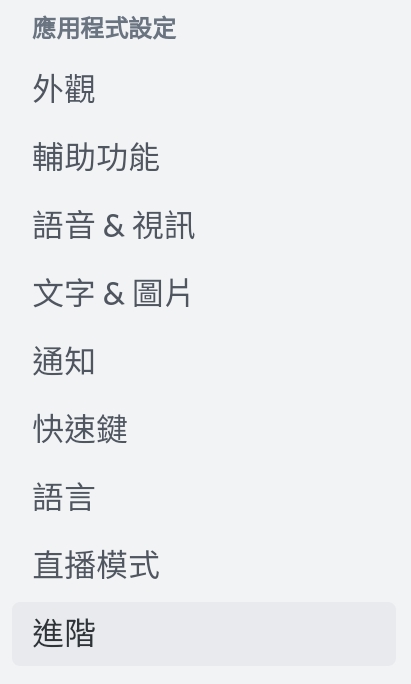 應用程式設定
外觀
輔助功能
語音 & 視訊
文字 & 圖片
通知
快速鍵
語言
直播模式
進階